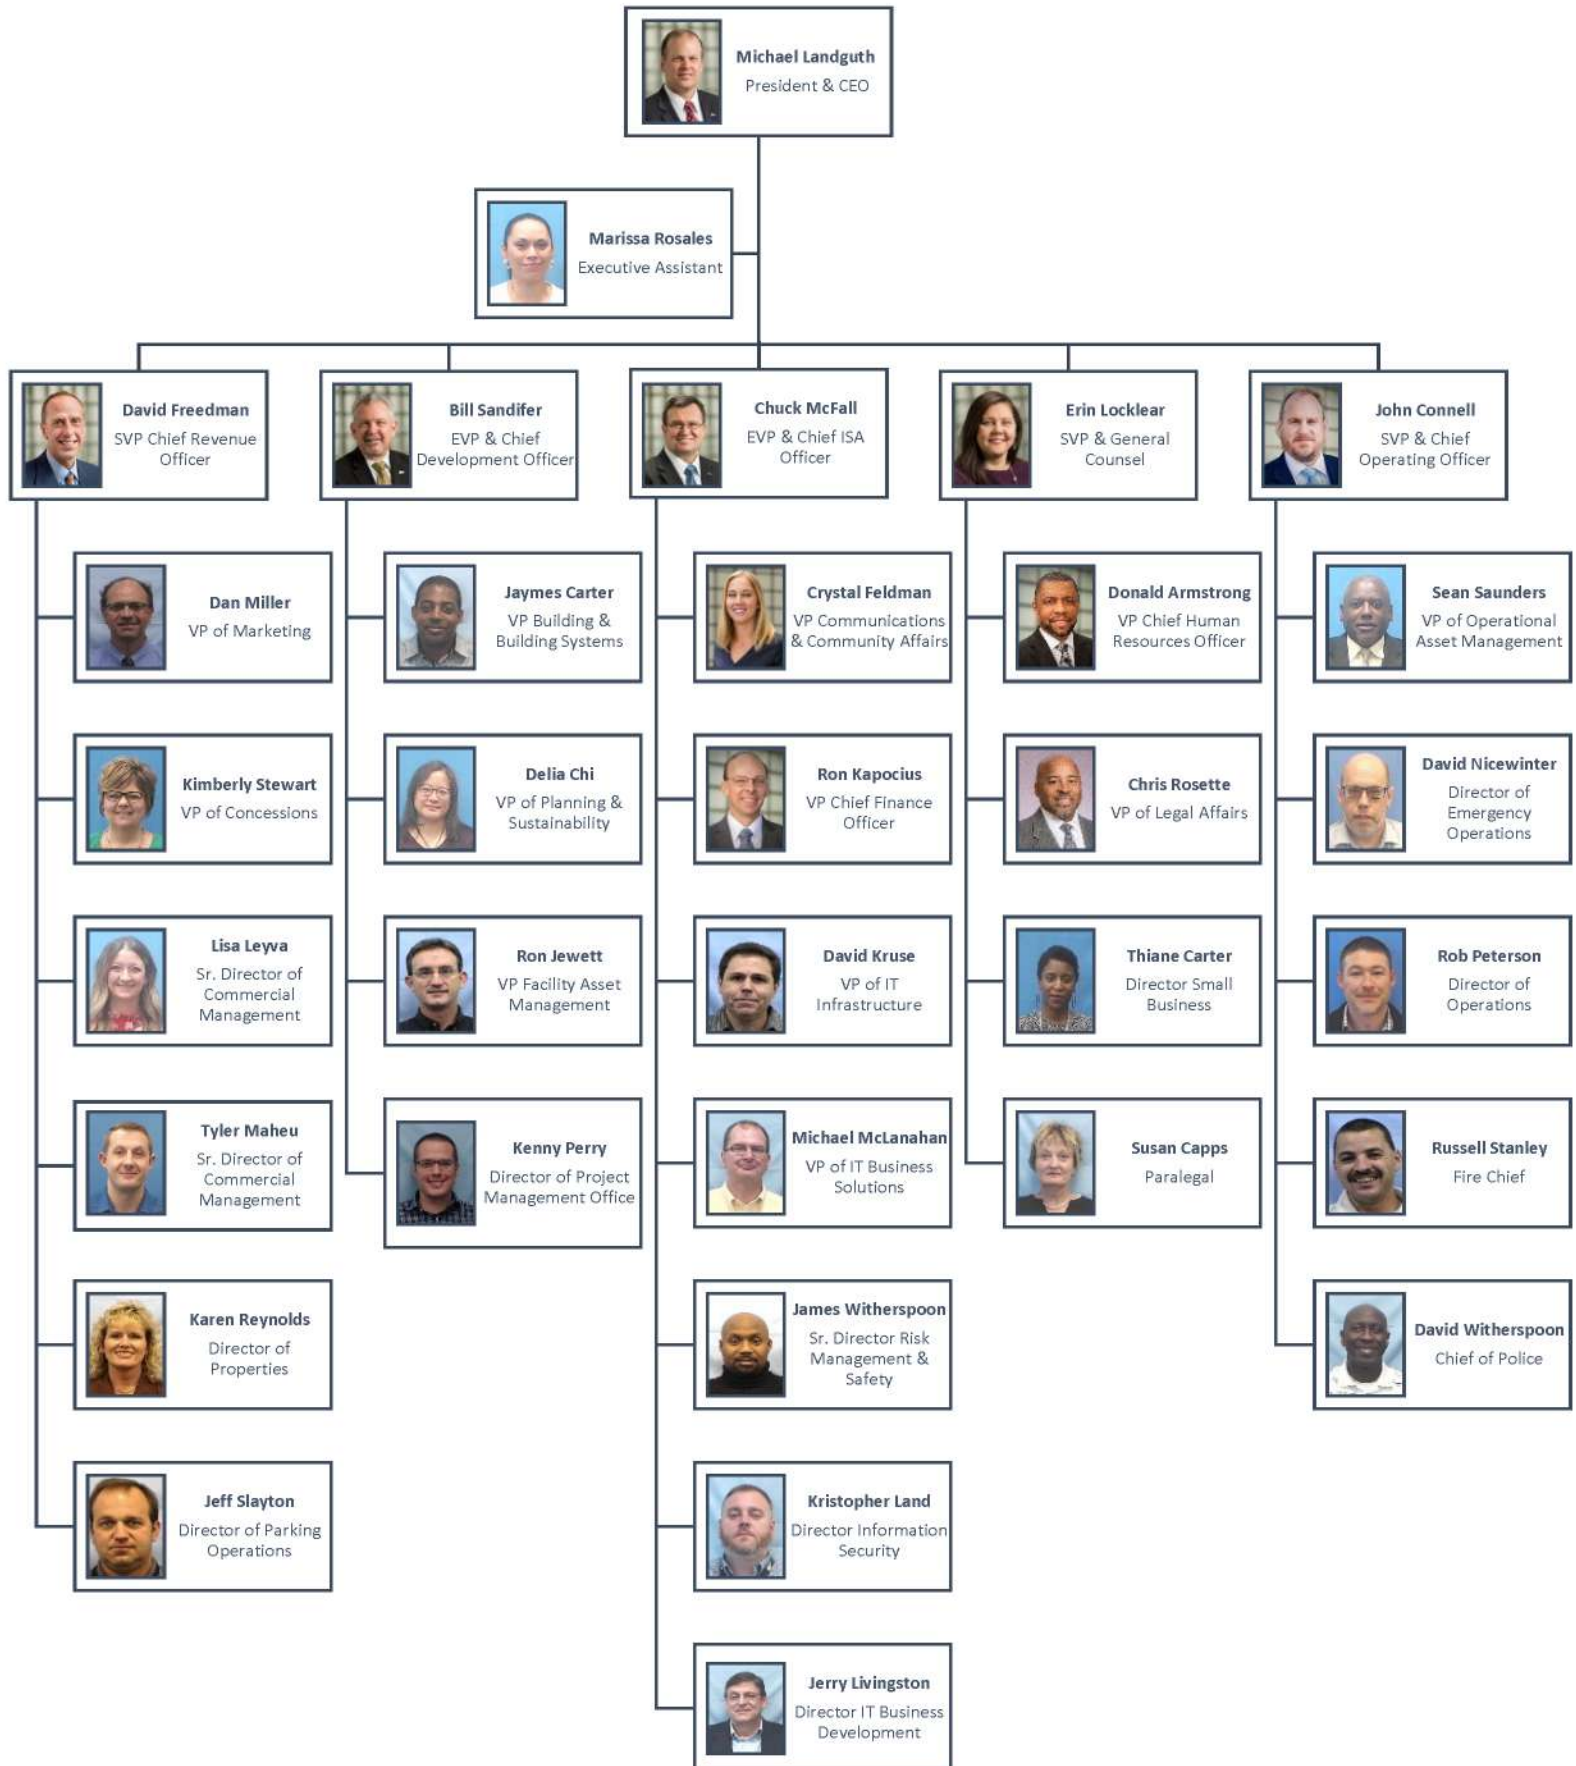 Michael Landguth
President & CEO
Marissa Rosales
Executive Assistant
David Freedman
SVP Chief Revenue
Officer
Bill Sandifer
EVP & Chief
Development Officer
Chuck McFall
EVP & Chief ISA
Officer
Erin Locklear
SVP & General
Counsel
John Connell
SVP & Chief
Operating Officer
Dan Miller
VP of Marketing
Jaymes Carter
VP Building &
Building Systems
Crystal Feldman
VP Communications
& Community Affairs
Donald Armstrong
VP Chief Human
Resources Officer
Sean Saunders
VP of Operational
Asset Management
Kimberly Stewart
VP of Concessions
Delia Chi
VP of Planning &
Sustainability
Ron Kapocius
VP Chief Finance
Officer
Chris Rosette
VP of Legal Affairs
David Nicewinter
Director of
Emergency
Operations
Lisa Leyva
Sr. Director of
Commercial
Management
Ron Jewett
VP Facility Asset
Management
David Kruse
VP of IT
Infrastructure
Thiane Carter
Director Small
Business
Rob Peterson
Director of
Operations
Tyler Maheu
Sr. Director of
Commercial
Management
Kenny Perry
Director of Project
Management Office
Michael McLanahan
VP of IT Business
Solutions
Susan Capps
Paralegal
Russell Stanley
Fire Chief
Karen Reynolds
Director of
Properties
James Witherspoon
Sr. Director Risk
Management &
Safety
David Witherspoon
Chief of Police
Jeff Slayton
Director of Parking
Operations
Kristopher Land
Director Information
Security
Jerry Livingston
Director IT Business
Development